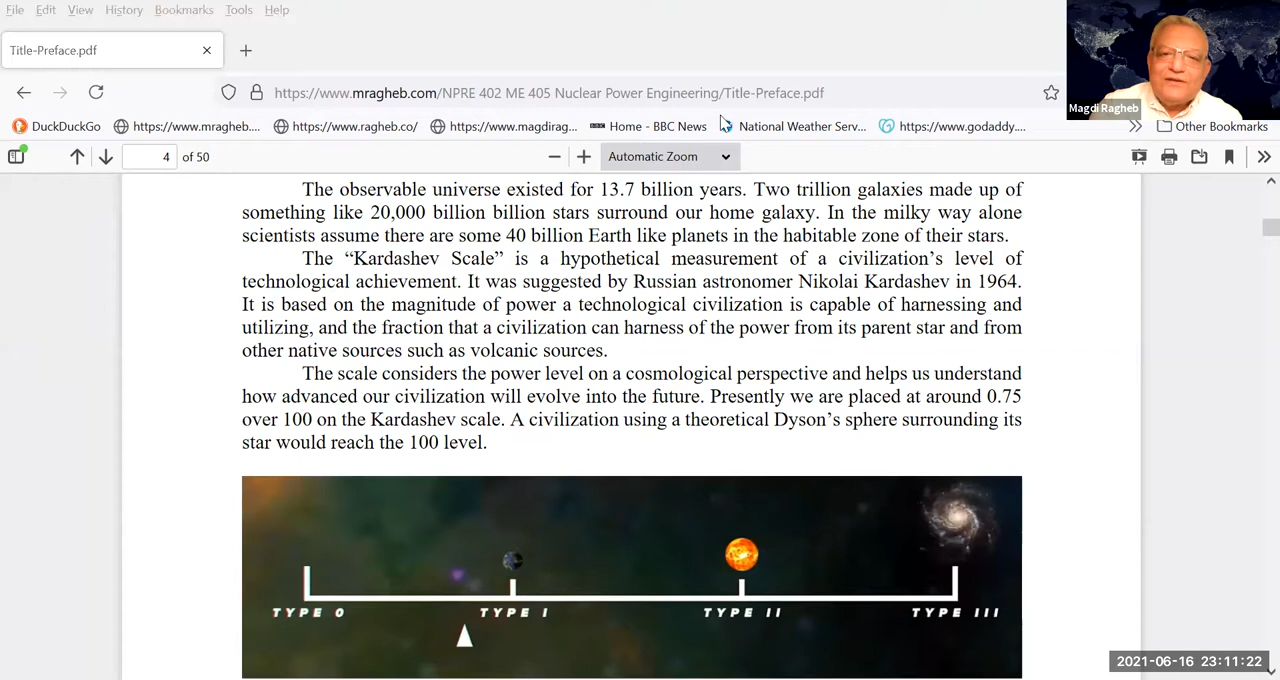 File Edit View History Bookmarks Tools Help
Title-Preface.pdf
https://www.mragheb.com/NPRE 402 ME 405 Nuclear Power Engineering/Title-Preface.pdf
Magdi Ragheb
DuckDuckGo https://www.mragheb.... https://www.ragheb.co/ https://www.magdirag... BBC Home - BBC News National Weather Serv... https://www.godaddy.... Other Bookmarks
4 of 50 Automatic Zoom
The observable universe existed for 13.7 billion years. Two trillion galaxies made up of
something like 20,000 billion billion stars surround our home galaxy. In the milky way alone
scientists assume there are some 40 billion Earth like planets in the habitable zone of their stars.
The “Kardashev Scale” is a hypothetical measurement of a civilization’s level of
technological achievement. It was suggested by Russian astronomer Nikolai Kardashev in 1964.
It is based on the magnitude of power a technological civilization is capable of harnessing and
utilizing, and the fraction that a civilization can harness of the power from its parent star and from
other native sources such as volcanic sources.
The scale considers the power level on a cosmological perspective and helps us understand
how advanced our civilization will evolve into the future. Presently we are placed at around 0.75
over 100 on the Kardashev scale. A civilization using a theoretical Dyson’s sphere surrounding its
star would reach the 100 level.
TYPE 0 TYPE I TYPE II TYPE III
2021-06-16 23:11:22